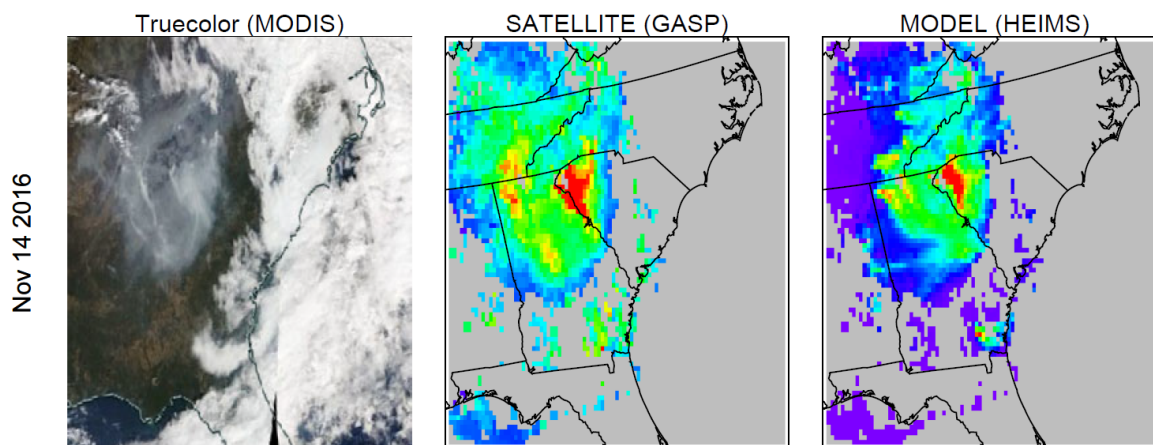 Truecolor (MODIS)
SATELLITE (GASP)
MODEL (HEIMS)
Nov 14 2016